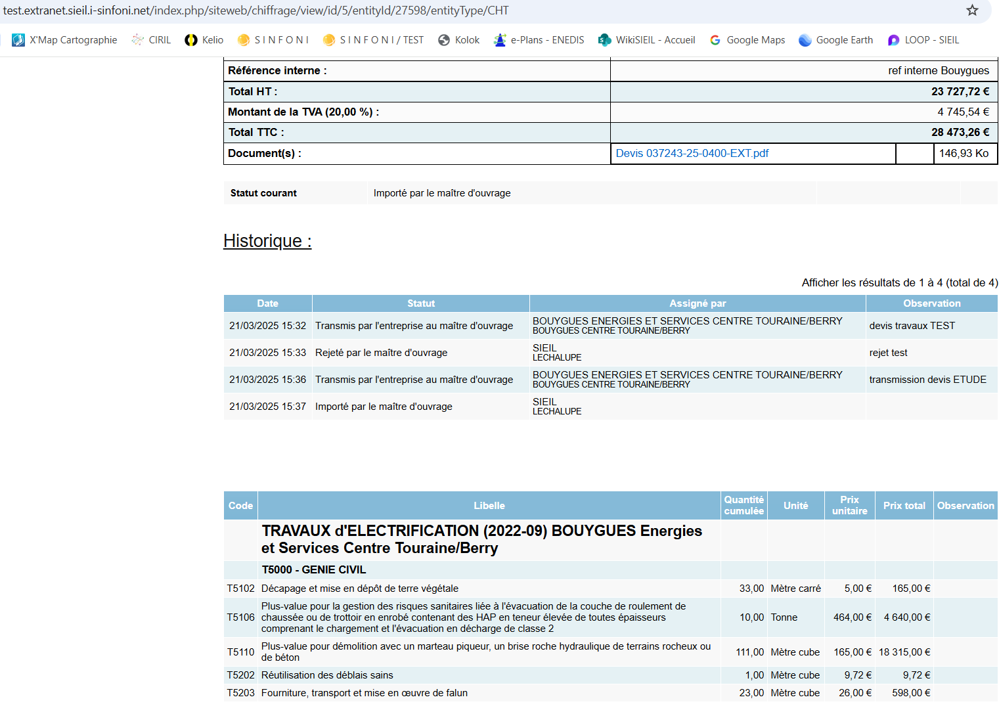 test.extranet.sieil.i-sinfoni.net/index.php/siteweb/chiffrage/view/id/5/entityId/27598/entityType/CHT
X'Map Cartographie CIRIL Kelio S I N F O N I S I N F O N I / TEST Kolok e-Plans - ENEDIS WikiSIEIL - Accueil Google Maps Google Earth LOOP - SIEIL
Référence interne : ref interne Bouygues
Total HT : 23 727,72 €
Montant de la TVA (20,00 %) : 4 745,54 €
Total TTC : 28 473,26 €
Document(s) : Devis 037243-25-0400-EXT.pdf 146,93 Ko
Statut courant Importé par le maître d'ouvrage
Historique :
Afficher les résultats de 1 à 4 (total de 4)
Date Statut Assigné par Observation
21/03/2025 15:32 Transmis par l'entreprise au maître d'ouvrage BOUYGUES ENERGIES ET SERVICES CENTRE TOURAINE/BERRY devis travaux TEST
BOUYGUES CENTRE TOURAINE/BERRY
21/03/2025 15:33 Rejeté par le maître d'ouvrage SIEIL rejet test
LECHALUPE
21/03/2025 15:36 Transmis par l'entreprise au maître d'ouvrage BOUYGUES ENERGIES ET SERVICES CENTRE TOURAINE/BERRY transmission devis ETUDE
BOUYGUES CENTRE TOURAINE/BERRY
21/03/2025 15:37 Importé par le maître d'ouvrage SIEIL
LECHALUPE
Code Libelle Quantité cumulée Unité Prix unitaire Prix total Observation
TRAVAUX d'ELECTRIFICATION (2022-09) BOUYGUES Energies
et Services Centre Touraine/Berry
T5000 - GENIE CIVIL
T5102 Décapage et mise en dépôt de terre végétale 33,00 Mètre carré 5,00 € 165,00 €
Plus-value pour la gestion des risques sanitaires liée à l'évacuation de la couche de roulement de
T5106 chaussée ou de trottoir en enrobé contenant des HAP en teneur élevée de toutes épaisseurs 10,00 Tonne 464,00 € 4 640,00 €
comprenant le chargement et l'évacuation en décharge de classe 2
T5110 Plus-value pour démolition avec un marteau piqueur, un brise roche hydraulique de terrains rocheux ou 111,00 Mètre cube 165,00 € 18 315,00 €
de béton
T5202 Réutilisation des déblais sains 1,00 Mètre cube 9,72 € 9,72 €
T5203 Fourniture, transport et mise en œuvre de falun 23,00 Mètre cube 26,00 € 598,00 €